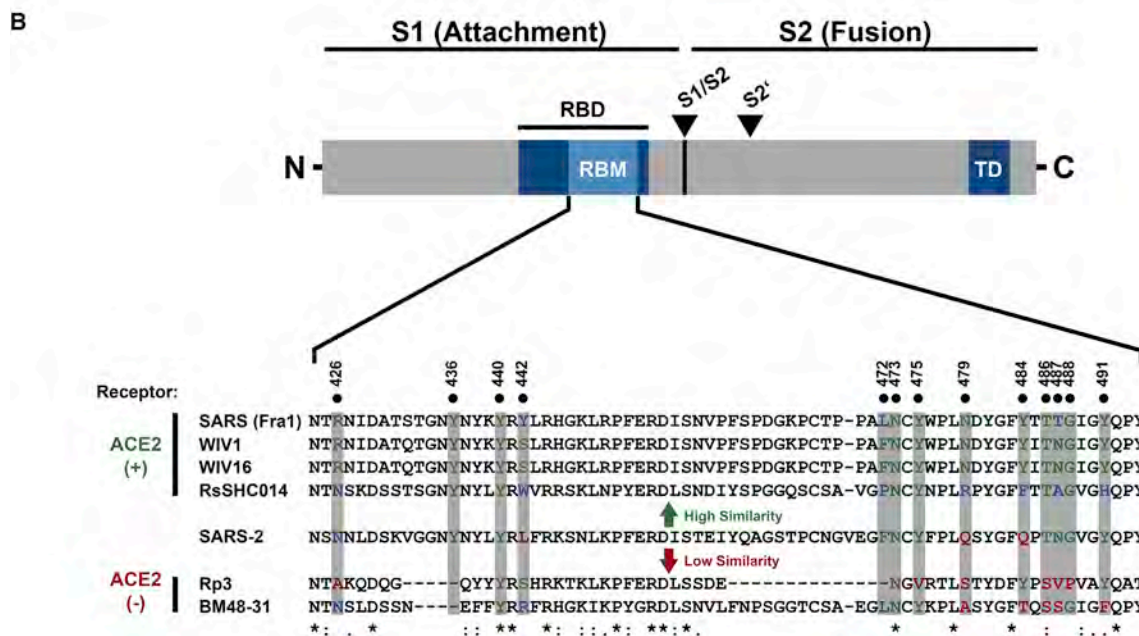 B
S1 (Attachment) S2 (Fusion)
RBD S1/S2 S2‘
N RBM TD C
Receptor: 426 436 440 442 472 473 475 479 484 486 487 488 491
ACE2
(+)
SARS (Fra1) NTRNIDATSTGNYNYKYRYLRHGKLRPFERDISNVPFSPDGKPCTP-PALNCYWPLNDYGFYTTTGIGYQPY
WIV1 NTRNIDATQTGNYNYKYRSLRHGKLRPFERDISNVPFSPDGKPCTP-PAFNCYWPLNDYGFYITNGIGYQPY
WIV16 NTRNIDATQTGNYNYKYRSLRHGKLRPFERDISNVPFSPDGKPCTP-PAFNCYWPLNDYGFYITNGIGYQPY
RsSHC014 NTNSKDSSTSGNYNYLYRWVRRSKLNPYERDLSNDIYSPGGQSCSA-VGPNCYNPLRPYGFFTTAGVGHQPY
High Similarity
SARS-2 NSNNLDSKVGGNYNYLYRLFRKSNLKPFERDISTEIYQAGSTPCNGVEGFNCYFPLQSYGFQPTNGVGYQPY
Low Similarity
ACE2
(-)
Rp3 NTAKQDQG-----QYYYRSHRKTKLKPFERDLSSDE-------------NGVRTLSTYDFYPSVPVAYQAT
BM48-31 NTNSLDSSN----EFFYRRFRHGKIKPYGRDLSNVLFNPSGGTCSA-EGLNCYKPLASYGFTQSSGIGFQPY
*:. * :: ** * * ** *. * * * : :..